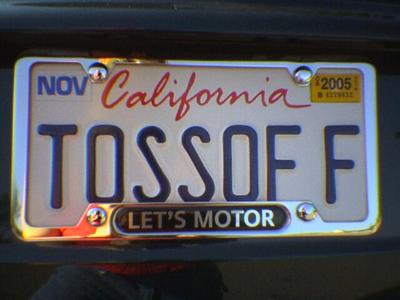 NOV California 2005
TOSSOF F
LET'S MOTOR